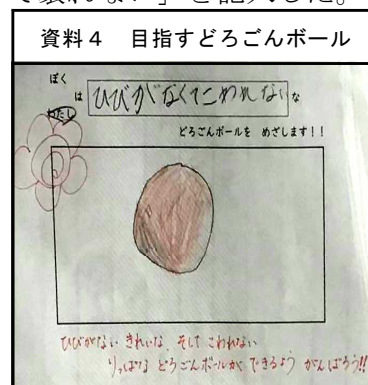 で壊れない」を記入した。
資料４　目指すどろごんボール
ぼく
は
わたし
ひびがなくてこわれない
な
どろごんボールを めざします！！
ひびがない きれいな そして こわれない
りっぱな どろごんボールが できるよう がんばろう!!